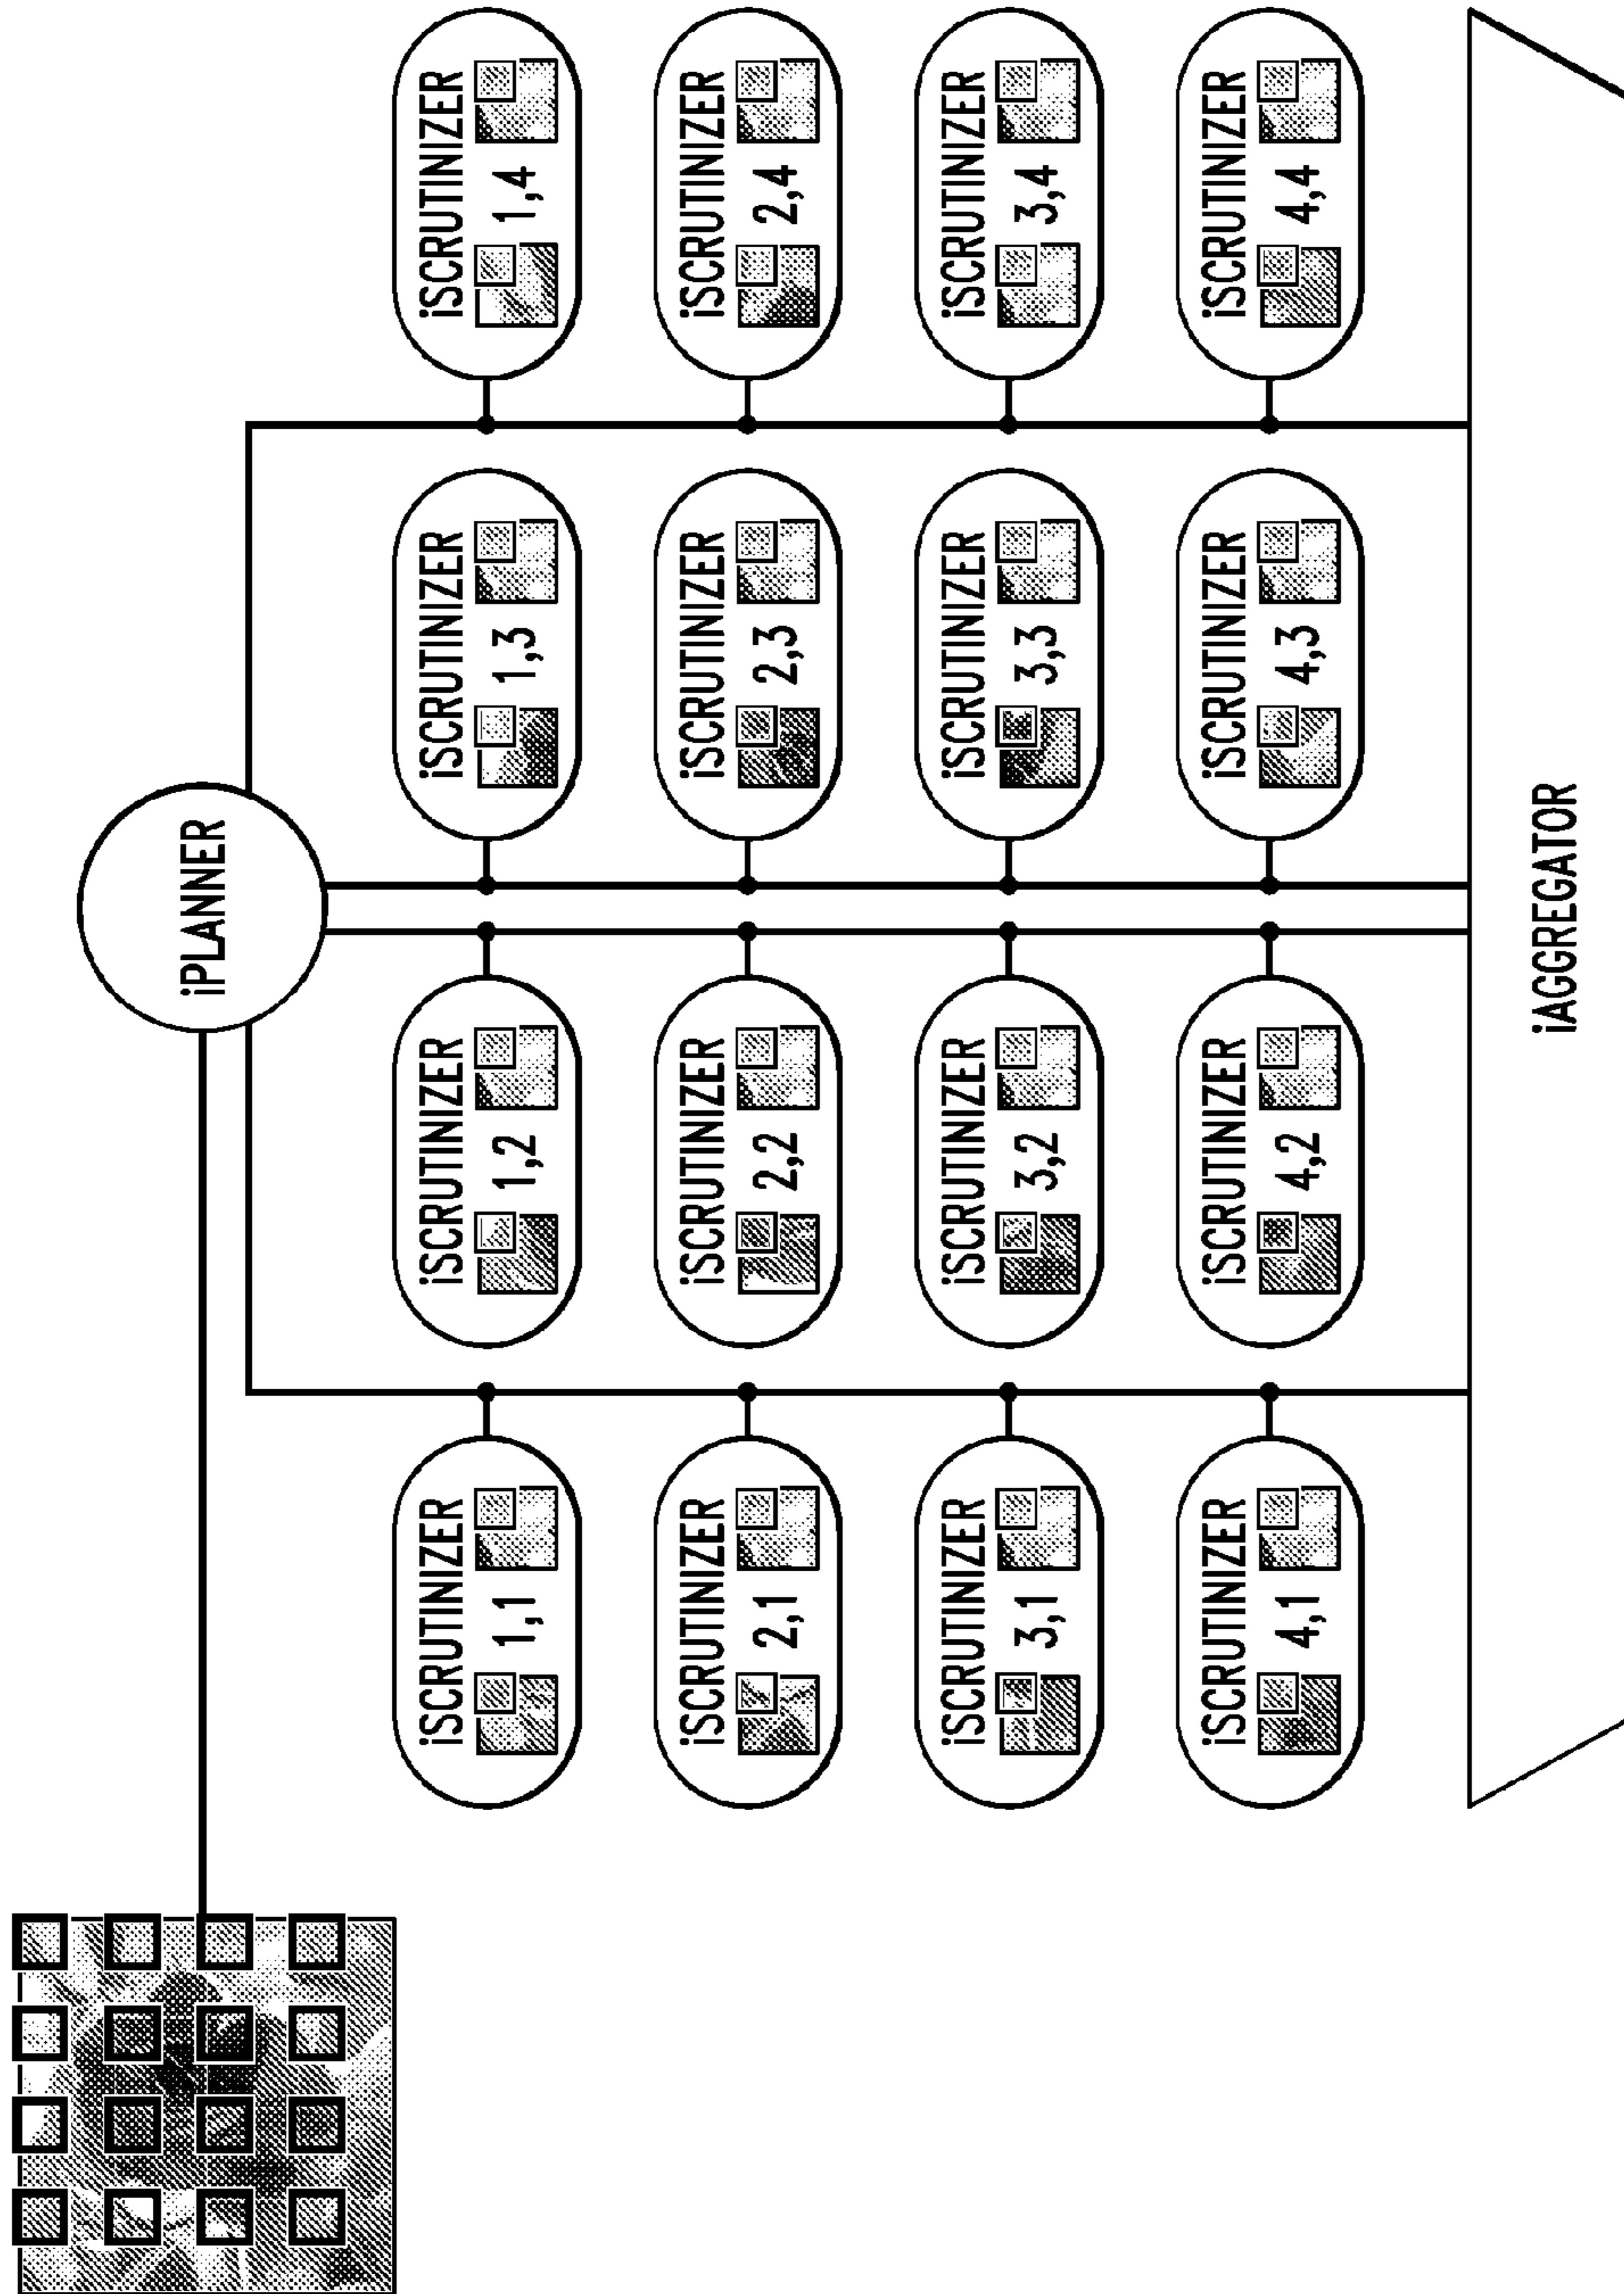 iPLANNER
iSCRUTINIZER
1,1
iSCRUTINIZER
1,2
iSCRUTINIZER
1,3
iSCRUTINIZER
1,4
iSCRUTINIZER
2,1
iSCRUTINIZER
2,2
iSCRUTINIZER
2,3
iSCRUTINIZER
2,4
iSCRUTINIZER
3,1
iSCRUTINIZER
3,2
iSCRUTINIZER
3,3
iSCRUTINIZER
3,4
iSCRUTINIZER
4,1
iSCRUTINIZER
4,2
iSCRUTINIZER
4,3
iSCRUTINIZER
4,4
iAGGREGATOR